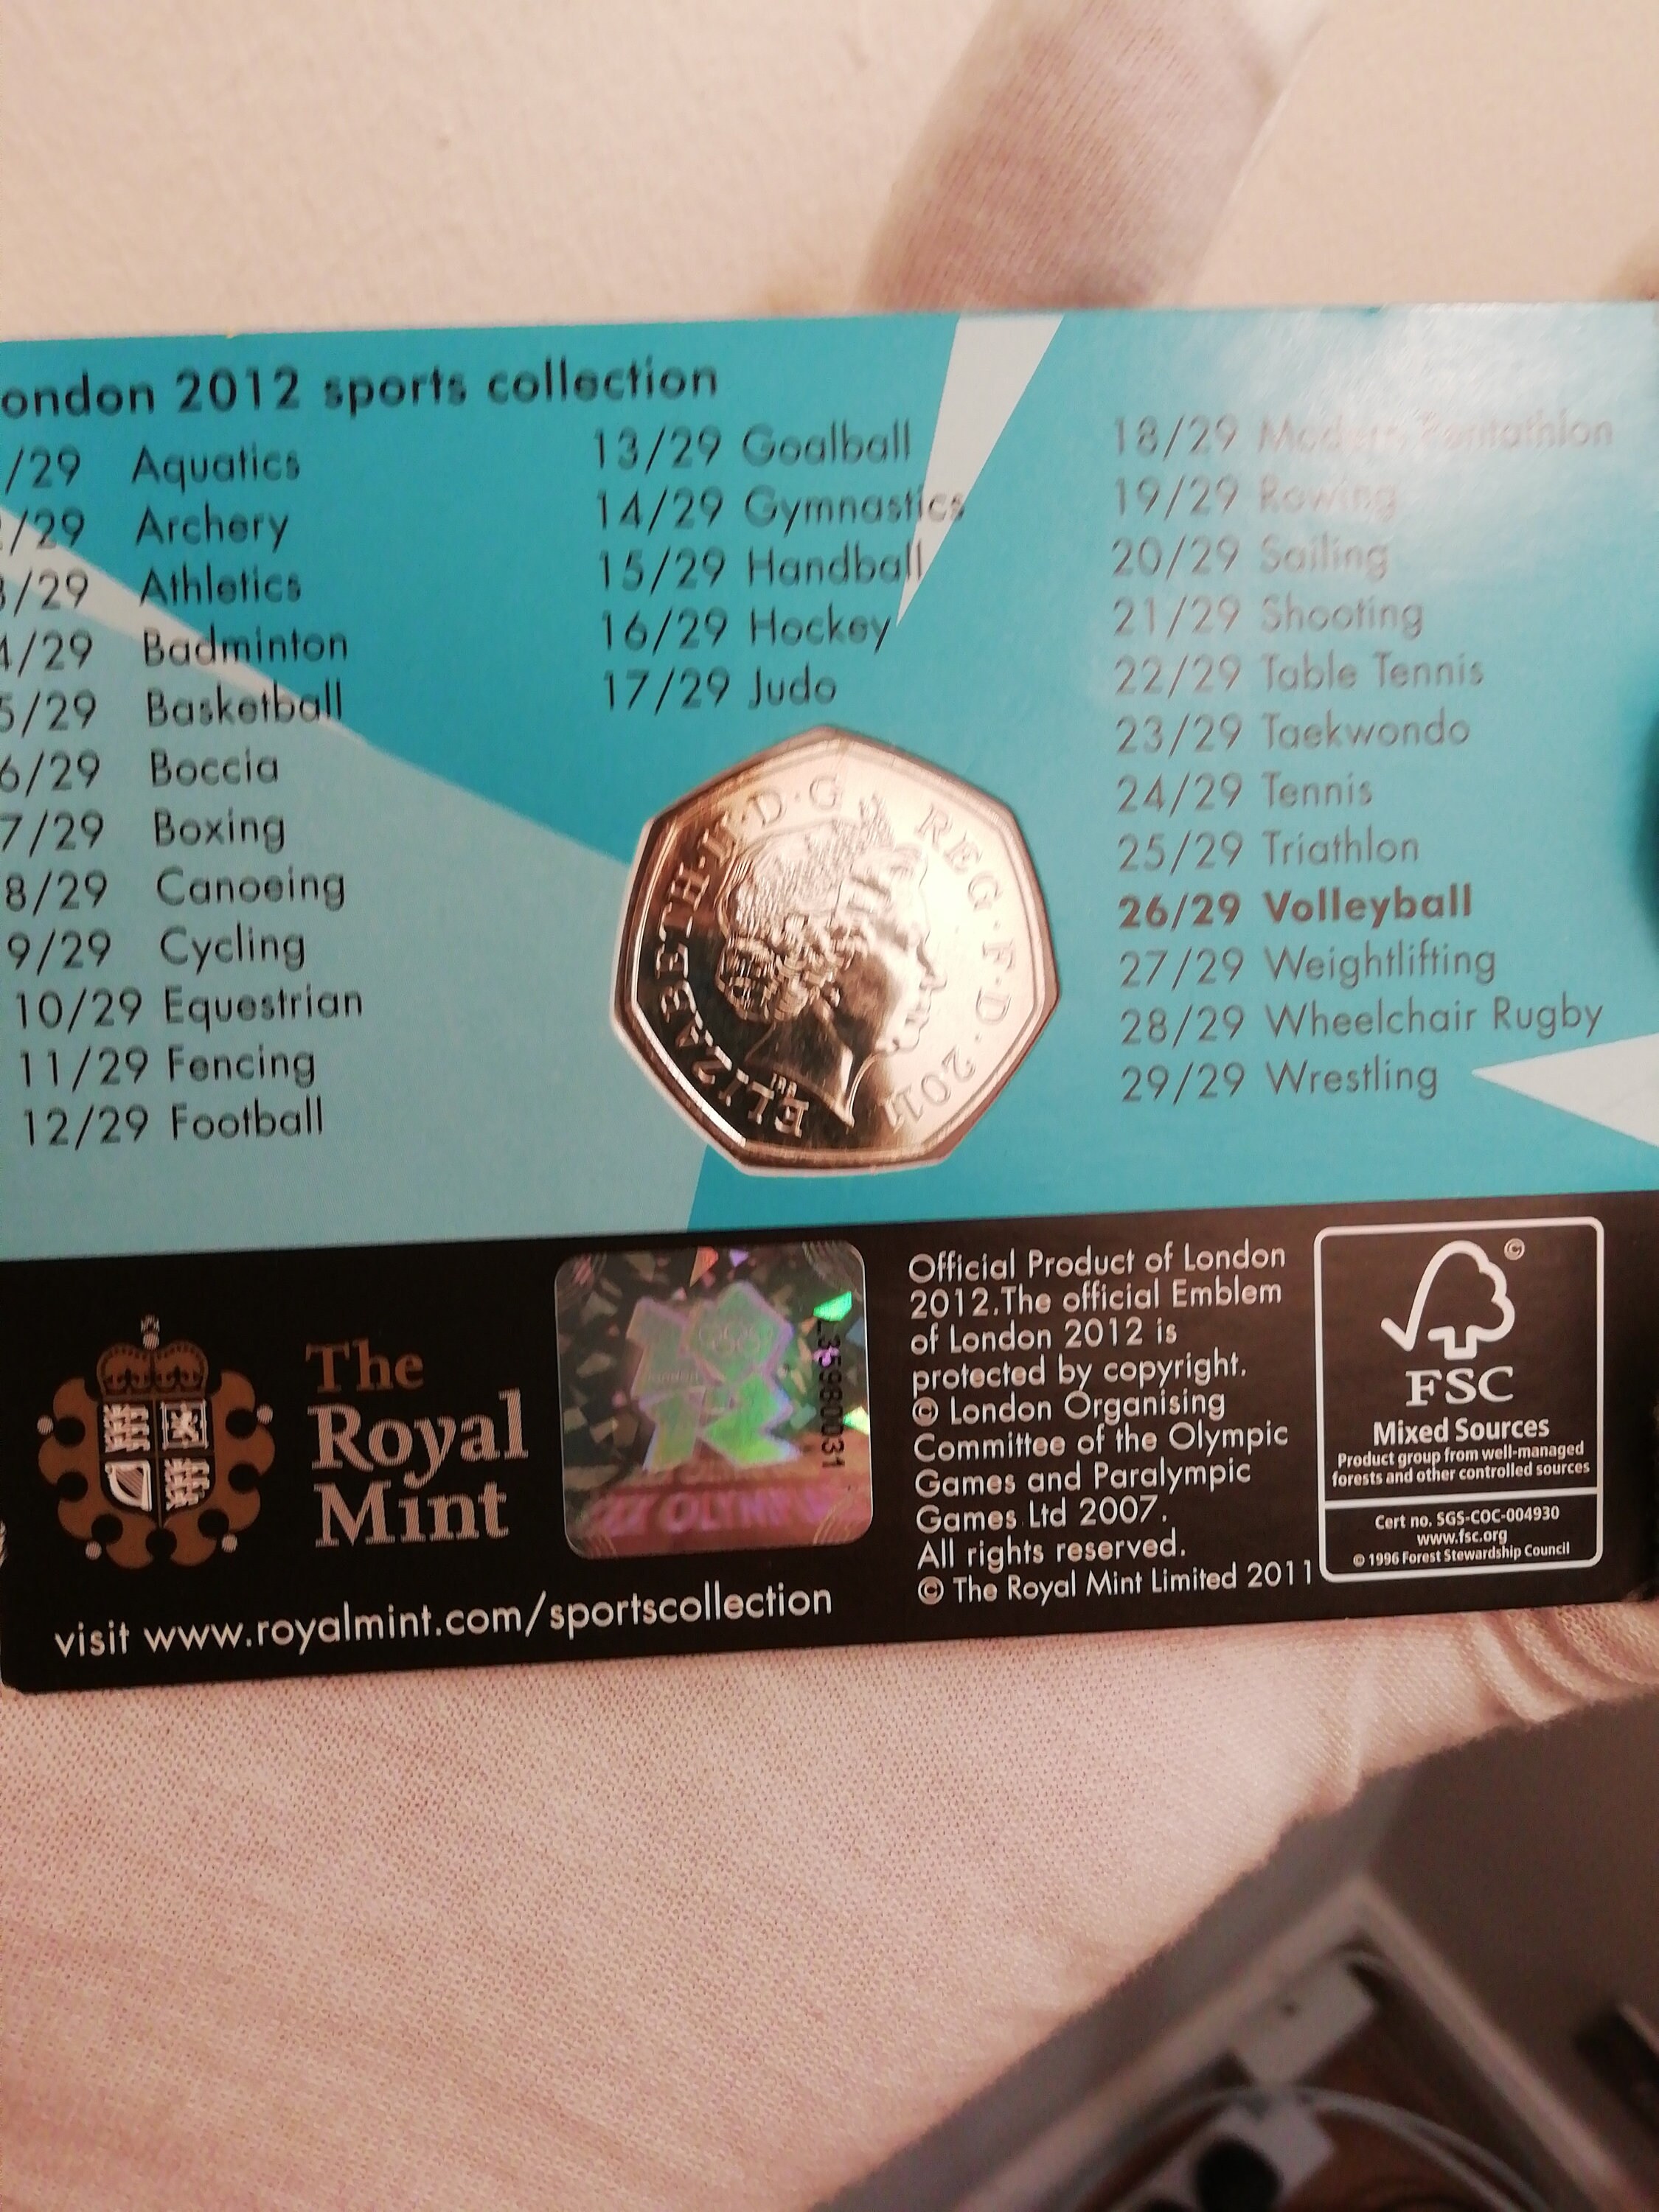 ondon 2012 sports collection
/29 Aquatics
/29 Archery
3/29 Athletics
4/29 Badminton
5/29 Basketball
6/29 Boccia
7/29 Boxing
8/29 Canoeing
9/29 Cycling
10/29 Equestrian
11/29 Fencing
12/29 Football
13/29 Goalball
14/29 Gymnastics
15/29 Handball
16/29 Hockey
17/29 Judo
18/29 Modern Pentathlon
19/29 Rowing
20/29 Sailing
21/29 Shooting
22/29 Table Tennis
23/29 Taekwondo
24/29 Tennis
25/29 Triathlon
26/29 Volleyball
27/29 Weightlifting
28/29 Wheelchair Rugby
29/29 Wrestling
ELIZABETH·II·D·G REG·F·D·2011
The
Royal
Mint
visit www.royalmint.com/sportscollection
london
Official Product of London
2012.The official Emblem
of London 2012 is
protected by copyright.
© London Organising
Committee of the Olympic
Games and Paralympic
Games Ltd 2007.
All rights reserved.
© The Royal Mint Limited 2011
©
FSC
Mixed Sources
Product group from well-managed
forests and other controlled sources
Cert no. SGS-COC-004930
www.fsc.org
© 1996 Forest Stewardship Council